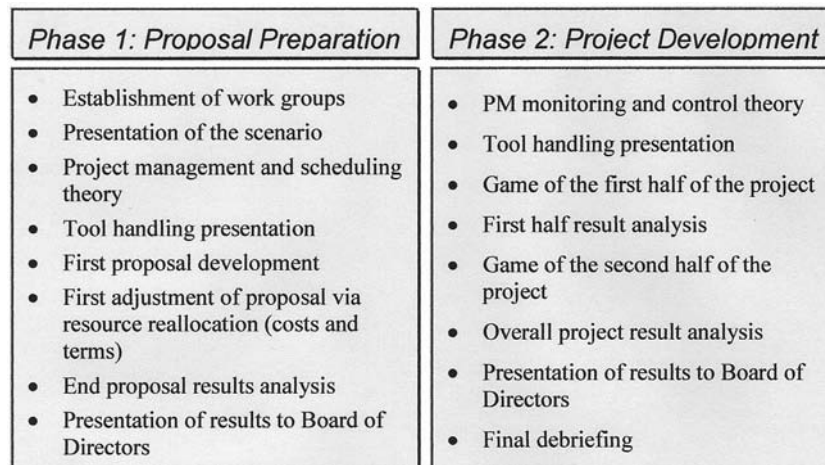 Phase 1: Proposal Preparation
• Establishment of work groups
• Presentation of the scenario
• Project management and scheduling
theory
• Tool handling presentation
• First proposal development
• First adjustment of proposal via
resource reallocation (costs and
terms)
• End proposal results analysis
• Presentation of results to Board of
Directors
Phase 2: Project Development
• PM monitoring and control theory
• Tool handling presentation
• Game of the first half of the project
• First half result analysis
• Game of the second half of the
project
• Overall project result analysis
• Presentation of results to Board of
Directors
• Final debriefing